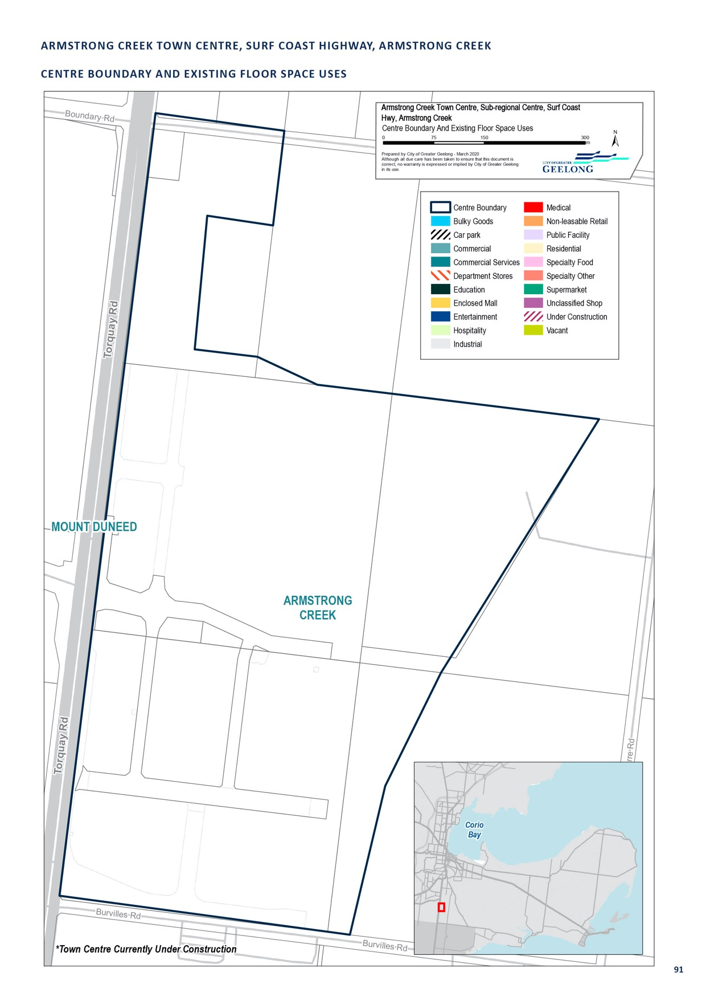 ARMSTRONG CREEK TOWN CENTRE, SURF COAST HIGHWAY, ARMSTRONG CREEK
CENTRE BOUNDARY AND EXISTING FLOOR SPACE USES
Boundary Rd
Armstrong Creek Town Centre, Sub-regional Centre, Surf Coast
Hwy, Armstrong Creek
Centre Boundary And Existing Floor Space Uses
0 75 150 300
m
N
Prepared by City of Greater Geelong - March 2020
Although all due care has been taken to ensure that this document is
correct, no warranty is expressed or implied by City of Greater Geelong
in its use.
CITY OF GREATER
GEELONG
Centre Boundary
Bulky Goods
Car park
Commercial
Commercial Services
Department Stores
Education
Enclosed Mall
Entertainment
Hospitality
Industrial
Medical
Non-leasable Retail
Public Facility
Residential
Specialty Food
Specialty Other
Supermarket
Unclassified Shop
Under Construction
Vacant
Torquay Rd
MOUNT DUNEED
ARMSTRONG
CREEK
Torquay Rd
rre Rd
Corio
Bay
Burvilles Rd
Burvilles Rd
*Town Centre Currently Under Construction
91